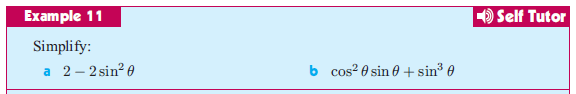 Example 11 Self Tutor
Simplify:
a 2 − 2 sin² θ b cos² θ sin θ + sin³ θ